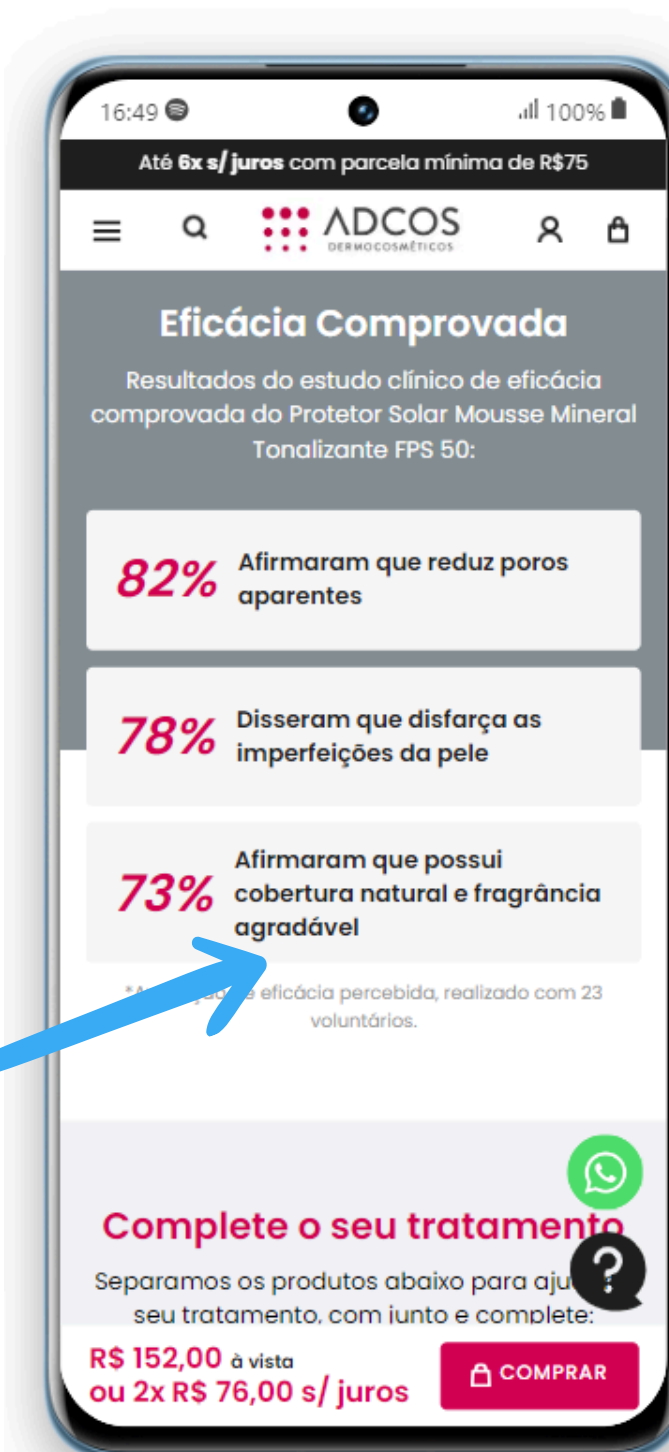 16:49 100%
Até 6x s/ juros com parcela mínima de R$75
ADCOS
DERMOCOSMÉTICOS
Eficácia Comprovada
Resultados do estudo clínico de eficácia
comprovada do Protetor Solar Mousse Mineral
Tonalizante FPS 50:
82% Afirmaram que reduz poros
aparentes
78% Disseram que disfarça as
imperfeições da pele
73% Afirmaram que possui
cobertura natural e fragrância
agradável
eficácia percebida, realizado com 23
voluntários.
Complete o seu tratamento
Separamos os produtos abaixo para
seu tratamento, com junto e complete:
R$ 152,00 à vista
ou 2x R$ 76,00 s/ juros
COMPRAR